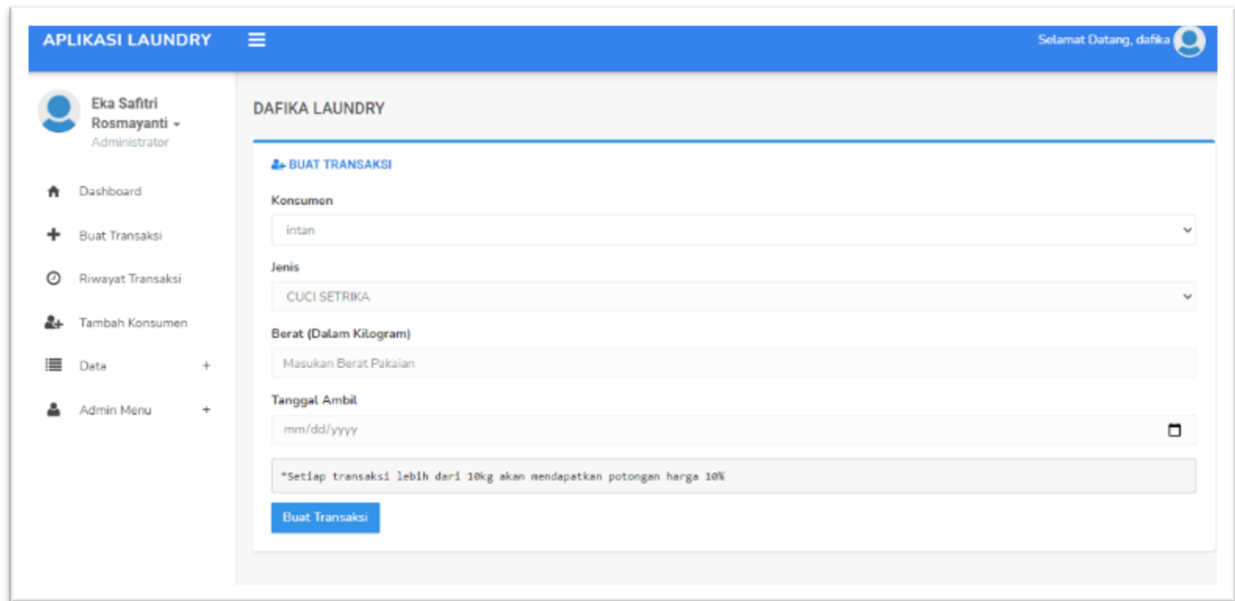 APLIKASI LAUNDRY
Selamat Datang, dafika
Eka Safitri
Rosmayanti
Administrator
Dashboard
Buat Transaksi
Riwayat Transaksi
Tambah Konsumen
Data +
Admin Menu +
DAFIKA LAUNDRY
BUAT TRANSAKSI
Konsumen
intan
Jenis
CUCI SETRIKA
Berat (Dalam Kilogram)
Masukan Berat Pakaian
Tanggal Ambil
mm/dd/yyyy
*Setiap transaksi lebih dari 10kg akan mendapatkan potongan harga 10%
Buat Transaksi